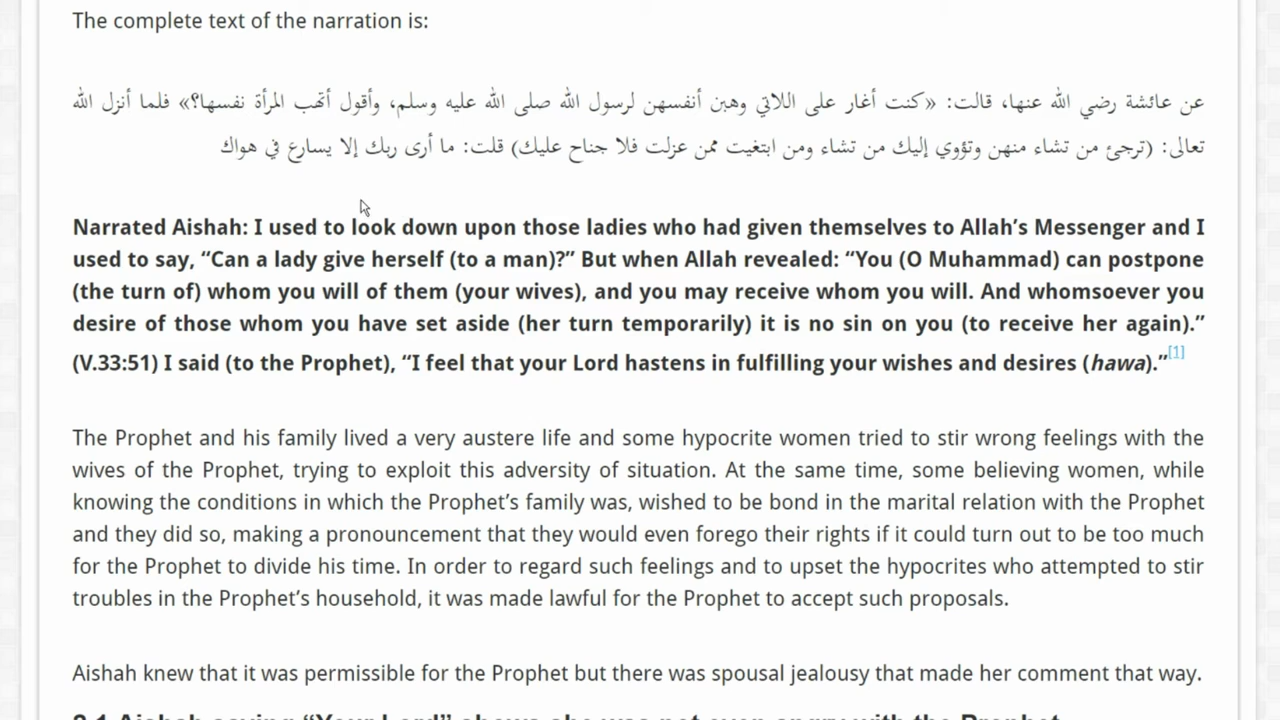 The complete text of the narration is:
عن عائشة رضي الله عنها، قالت: «كنت أغار على اللاتي وهبن أنفسهن لرسول الله صلى الله عليه وسلم، وأقول أتهب المرأة نفسها؟» فلما أنزل الله
تعالى: (ترجئ من تشاء منهن وتؤوي إليك من تشاء ومن ابتغيت ممن عزلت فلا جناح عليك) قلت: ما أرى ربك إلا يسارع في هواك
Narrated Aishah: I used to look down upon those ladies who had given themselves to Allah’s Messenger and I
used to say, “Can a lady give herself (to a man)?” But when Allah revealed: “You (O Muhammad) can postpone
(the turn of) whom you will of them (your wives), and you may receive whom you will. And whomsoever you
desire of those whom you have set aside (her turn temporarily) it is no sin on you (to receive her again).”
(V.33:51) I said (to the Prophet), “I feel that your Lord hastens in fulfilling your wishes and desires (hawa).”[1]
The Prophet and his family lived a very austere life and some hypocrite women tried to stir wrong feelings with the
wives of the Prophet, trying to exploit this adversity of situation. At the same time, some believing women, while
knowing the conditions in which the Prophet’s family was, wished to be bond in the marital relation with the Prophet
and they did so, making a pronouncement that they would even forego their rights if it could turn out to be too much
for the Prophet to divide his time. In order to regard such feelings and to upset the hypocrites who attempted to stir
troubles in the Prophet’s household, it was made lawful for the Prophet to accept such proposals.
Aishah knew that it was permissible for the Prophet but there was spousal jealousy that made her comment that way.
2.1 Aishah saying “Your Lord” shows she was not even angry with the Prophet